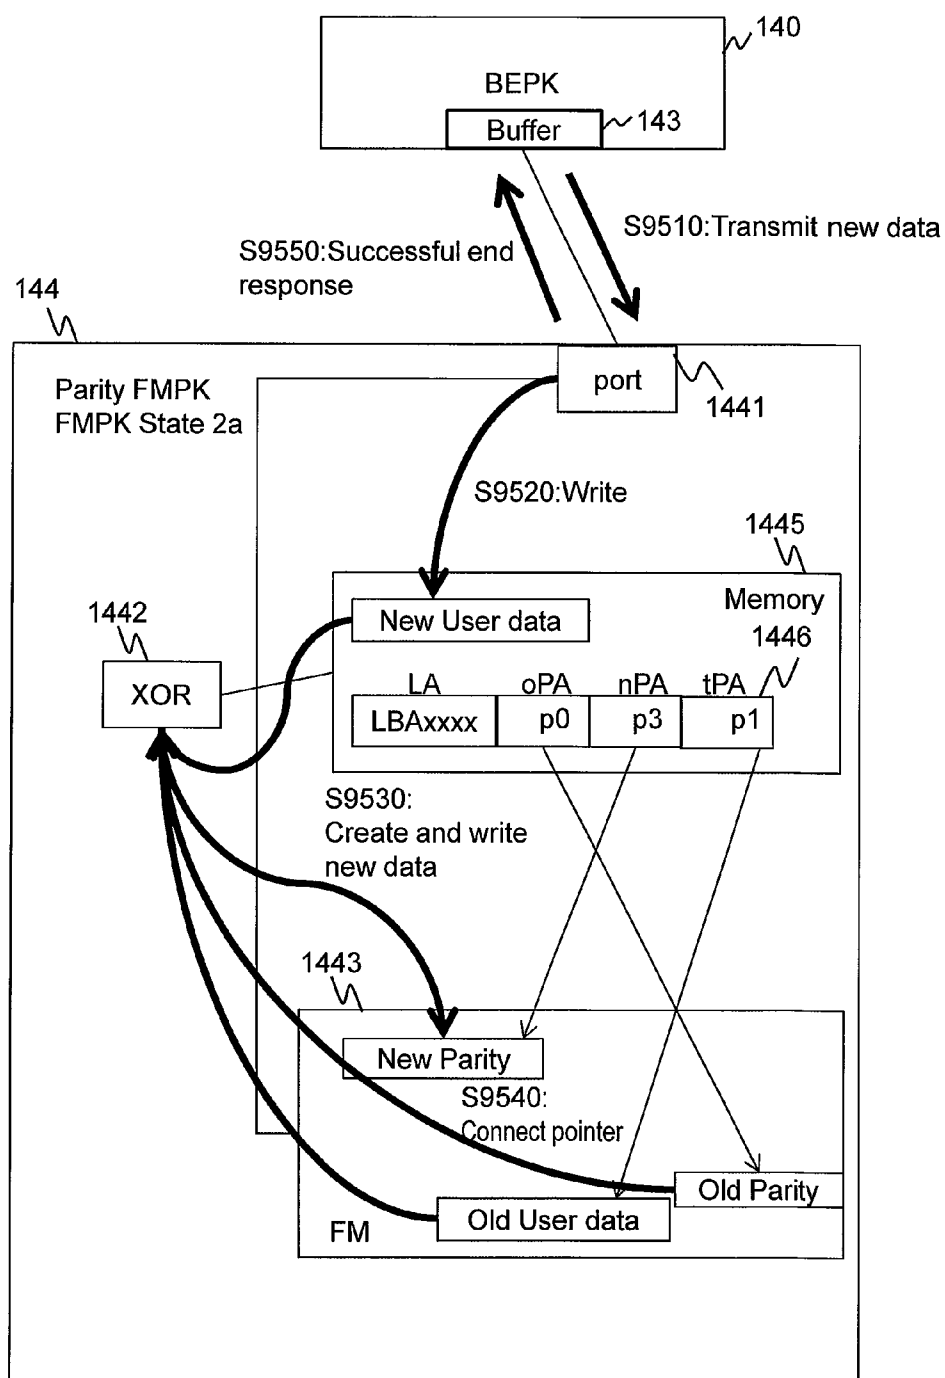 140
BEPK
Buffer
143
S9510:Transmit new data
S9550:Successful end
response
144
Parity FMPK
FMPK State 2a
port
1441
S9520:Write
1445
Memory
New User data
1442
XOR
1446
LA
oPA
nPA
tPA
LBAxxxx
p0
p3
p1
S9530:
Create and write
new data
1443
New Parity
S9540:
Connect pointer
Old Parity
Old User data
FM